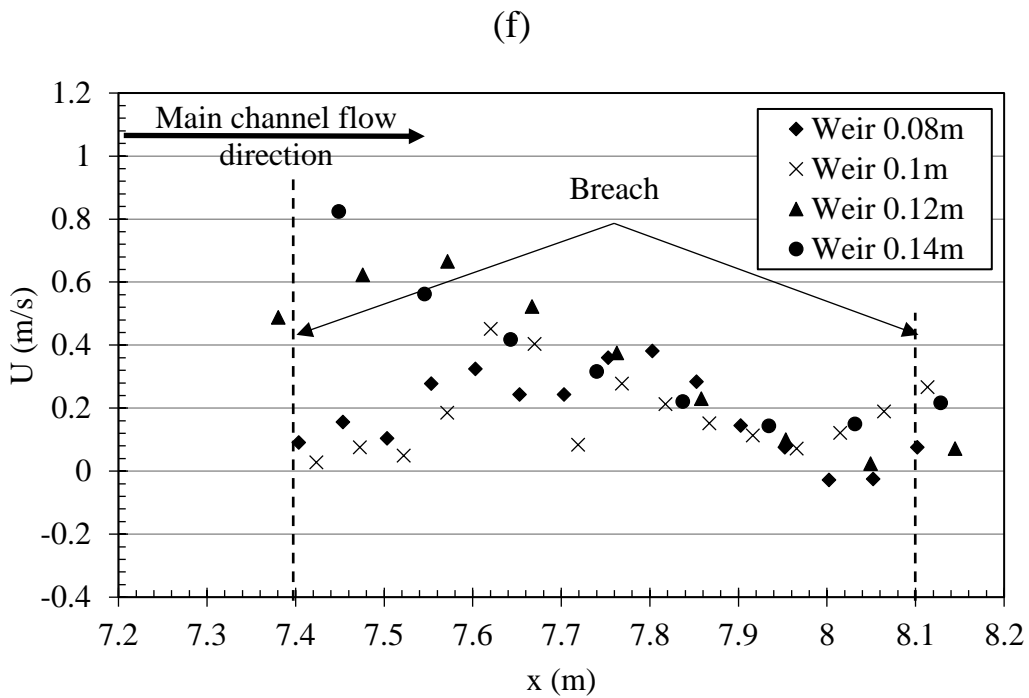 (f)
1.2
1
0.8
0.6
0.4
0.2
0
-0.2
-0.4
U (m/s)
Main channel flow
direction
Breach
Weir 0.08m
Weir 0.1m
Weir 0.12m
Weir 0.14m
7.2 7.3 7.4 7.5 7.6 7.7 7.8 7.9 8 8.1 8.2
x (m)